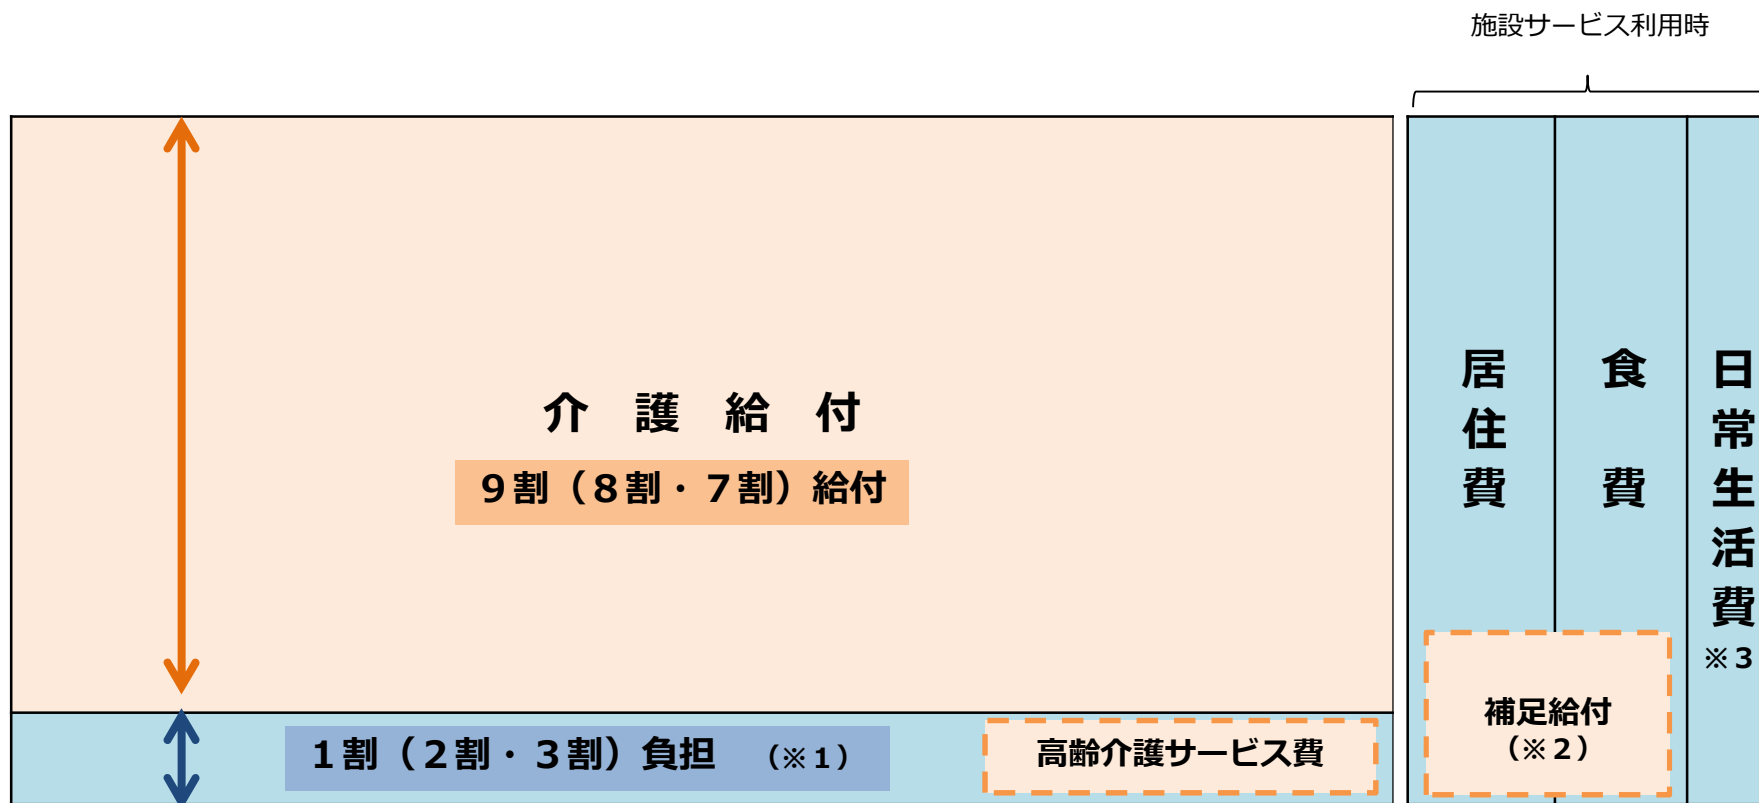 施設サービス利用時
介護給付
９割（８割・７割）給付
１割（２割・３割）負担　（※１）
高齢介護サービス費
居住費
食費
日常生活費
※３
補足給付
（※２）